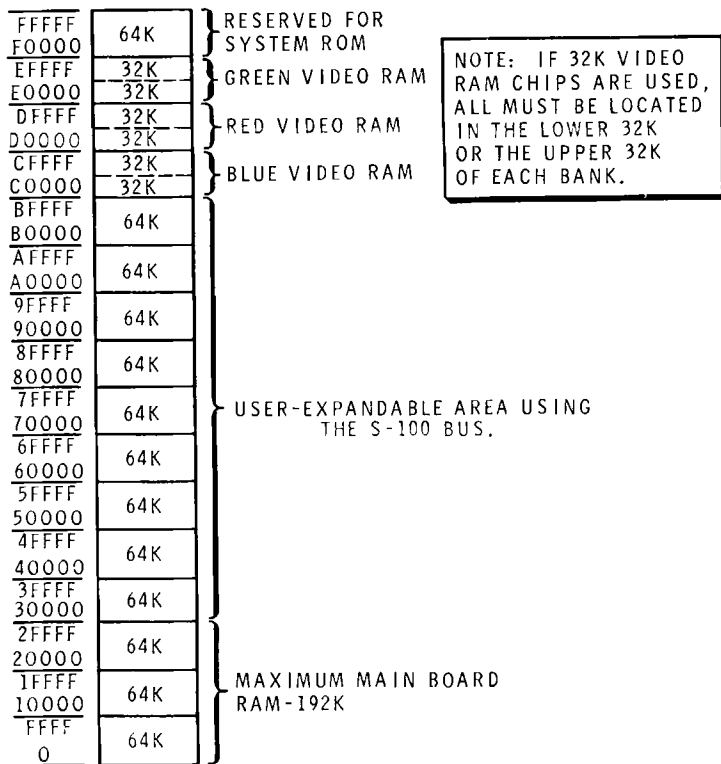 FFFFF
F0000
64K
RESERVED FOR
SYSTEM ROM
EFFFF
E0000
32K
32K
GREEN VIDEO RAM
DFFFF
D0000
32K
32K
RED VIDEO RAM
CFFFF
C0000
32K
32K
BLUE VIDEO RAM
NOTE: IF 32K VIDEO
RAM CHIPS ARE USED,
ALL MUST BE LOCATED
IN THE LOWER 32K
OR THE UPPER 32K
OF EACH BANK.
BFFFF
B0000
64K
AFFFF
A0000
64K
9FFFF
90000
64K
8FFFF
80000
64K
7FFFF
70000
64K
USER-EXPANDABLE AREA USING
THE S-100 BUS.
6FFFF
60000
64K
5FFFF
50000
64K
4FFFF
40000
64K
3FFFF
30000
64K
2FFFF
20000
64K
1FFFF
10000
64K
MAXIMUM MAIN BOARD
RAM-192K
FFFF
0
64K